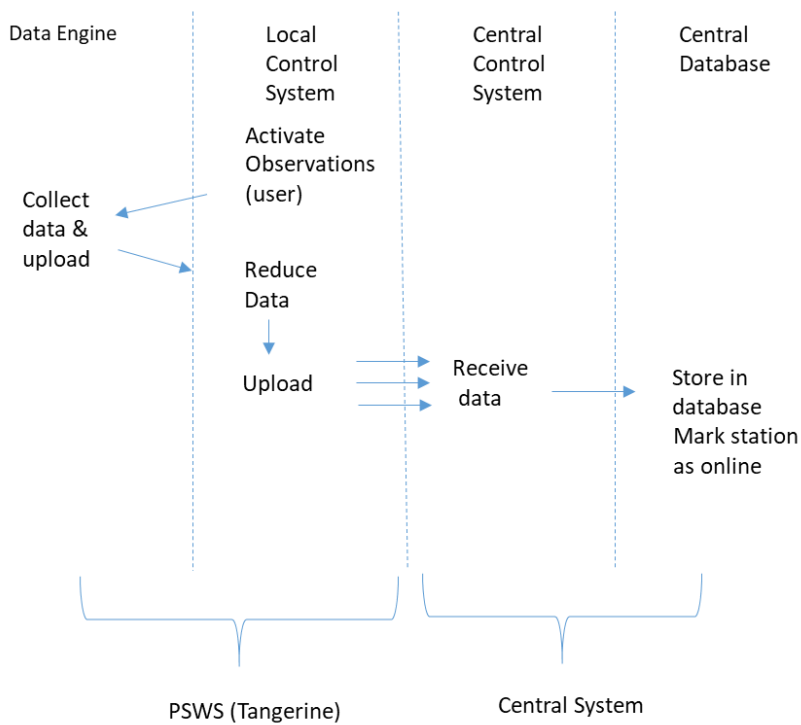 Data Engine
Local
Control
System
Central
Control
System
Central
Database
Activate
Observations
(user)
Collect
data &
upload
Reduce
Data
Upload
Receive
data
Store in
database
Mark station
as online
PSWS (Tangerine)
Central System